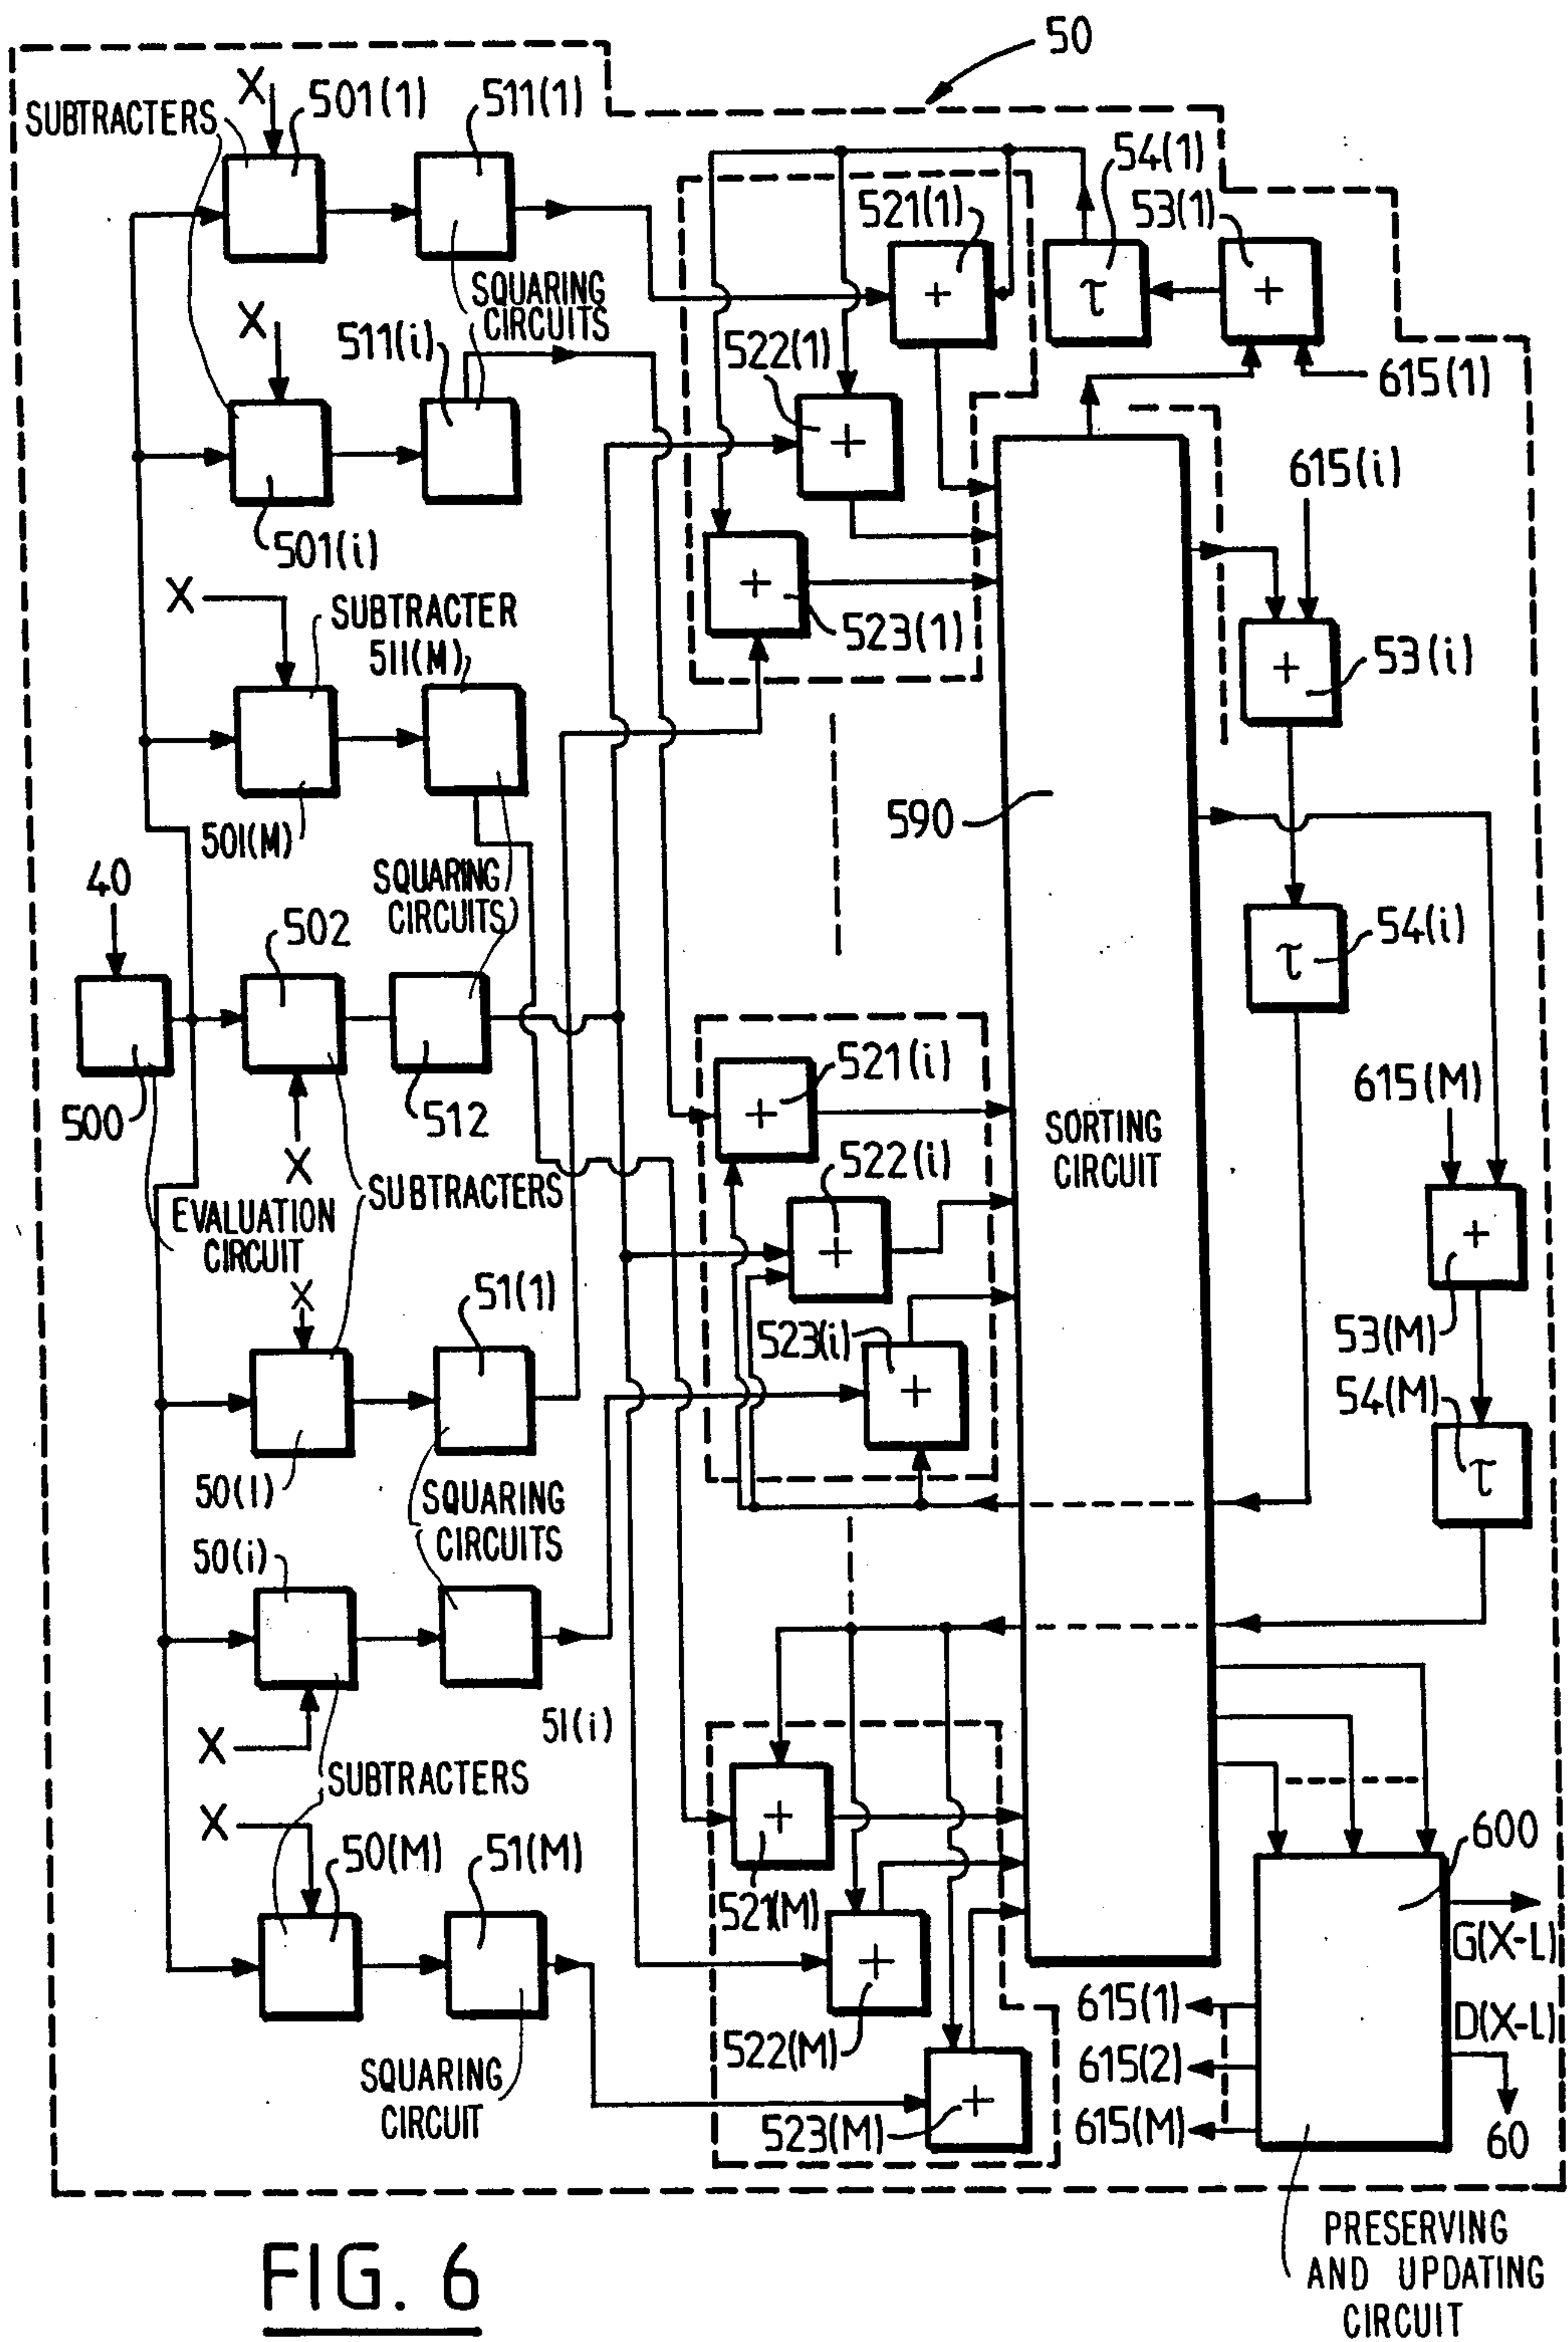 50
X
501(1)
511(1)
SUBTRACTERS
54(1)
521(1)
53(1)
+
τ
+
SQUARING
CIRCUITS
X
511(i)
522(1)
615(1)
+
615(i)
501(i)
+
X
SUBTRACTER
511(M)
523(1)
+
53(i)
590
501(M)
SQUARING
CIRCUITS
40
502
54(i)
τ
521(i)
615(M)
500
512
+
SORTING
CIRCUIT
X
522(i)
SUBTRACTERS
EVALUATION
CIRCUIT
+
+
X
51(1)
523(i)
53(M)
+
54(M)
50(1)
SQUARING
CIRCUITS
τ
50(i)
51(i)
X
SUBTRACTERS
X
+
600
50(M)
51(M)
521(M)
G(X-L)
+
615(1)
D(X-L)
522(M)
615(2)
SQUARING
CIRCUIT
+
523(M)
615(M)
60
PRESERVING
AND UPDATING
CIRCUIT
FIG. 6